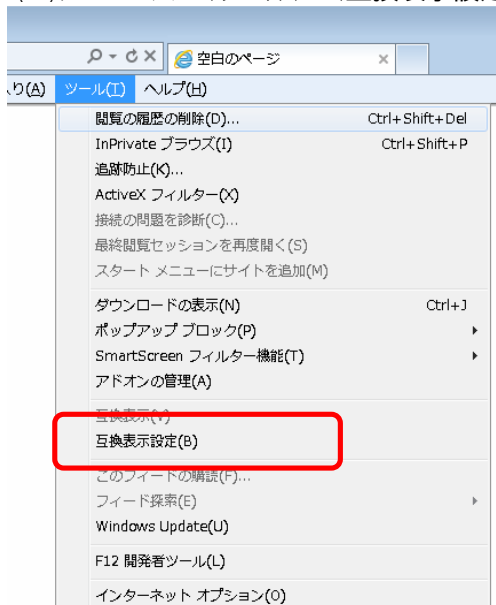 空白のページ
り(A) ツール(T) ヘルプ(H)
閲覧の履歴の削除(D)... Ctrl+Shift+Del
InPrivate ブラウズ(I) Ctrl+Shift+P
追跡防止(K)...
ActiveX フィルター(X)
接続の問題を診断(C)...
最終閲覧セッションを再度開く(S)
スタート メニューにサイトを追加(M)
ダウンロードの表示(N) Ctrl+J
ポップアップ ブロック(P)
SmartScreen フィルター機能(T)
アドオンの管理(A)
互換表示(V)
互換表示設定(B)
このフィードの購読(F)...
フィード探索(E)
Windows Update(U)
F12 開発者ツール(L)
インターネット オプション(O)